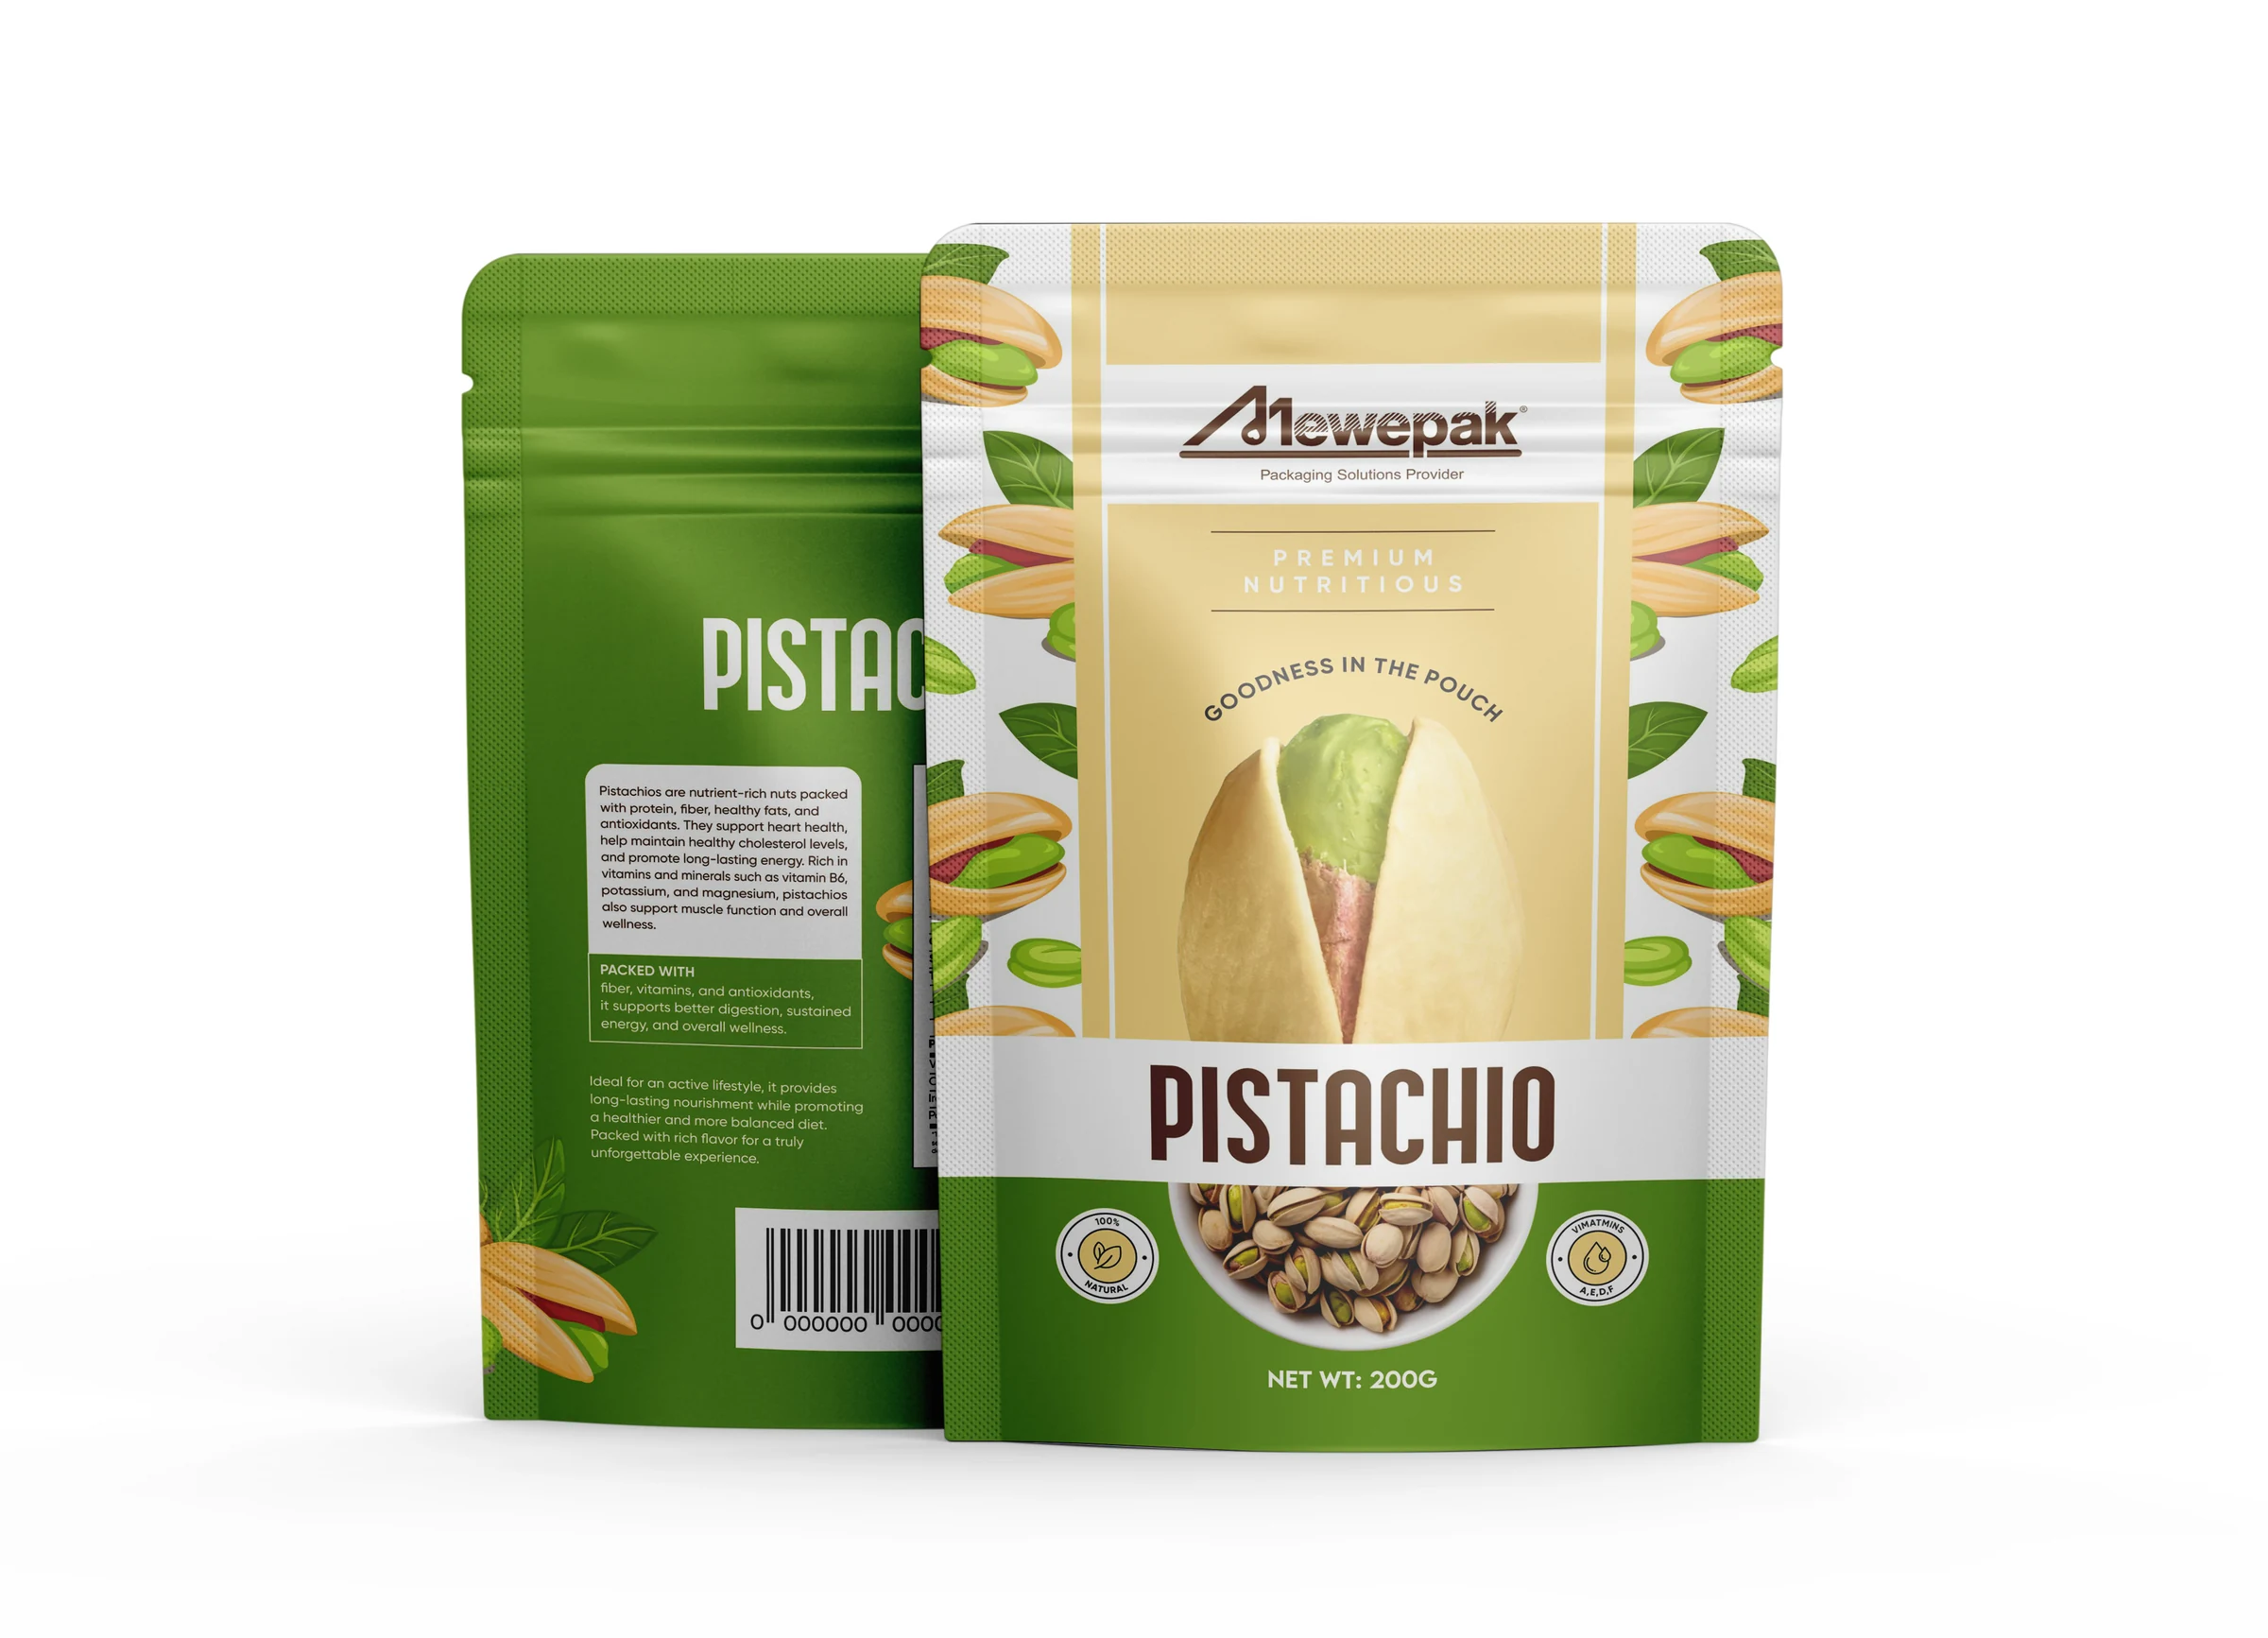 PISTAC
Pistachios are nutrient-rich nuts packed
with protein, fiber, healthy fats, and
antioxidants. They support heart health,
help maintain healthy cholesterol levels,
and promote long-lasting energy. Rich in
vitamins and minerals such as vitamin B6,
potassium, and magnesium, pistachios
also support muscle function and overall
wellness.
PACKED WITH
fiber, vitamins, and antioxidants,
it supports better digestion, sustained
energy, and overall wellness.
Ideal for an active lifestyle, it provides
long-lasting nourishment while promoting
a healthier and more balanced diet.
Packed with rich flavor for a truly
unforgettable experience.
0 000000 0000
Mewepak®
Packaging Solutions Provider
PREMIUM
NUTRITIOUS
GOODNESS IN THE POUCH
PISTACHIO
100%
NATURAL
VIMATMINS
A,E,D,F
NET WT: 200G